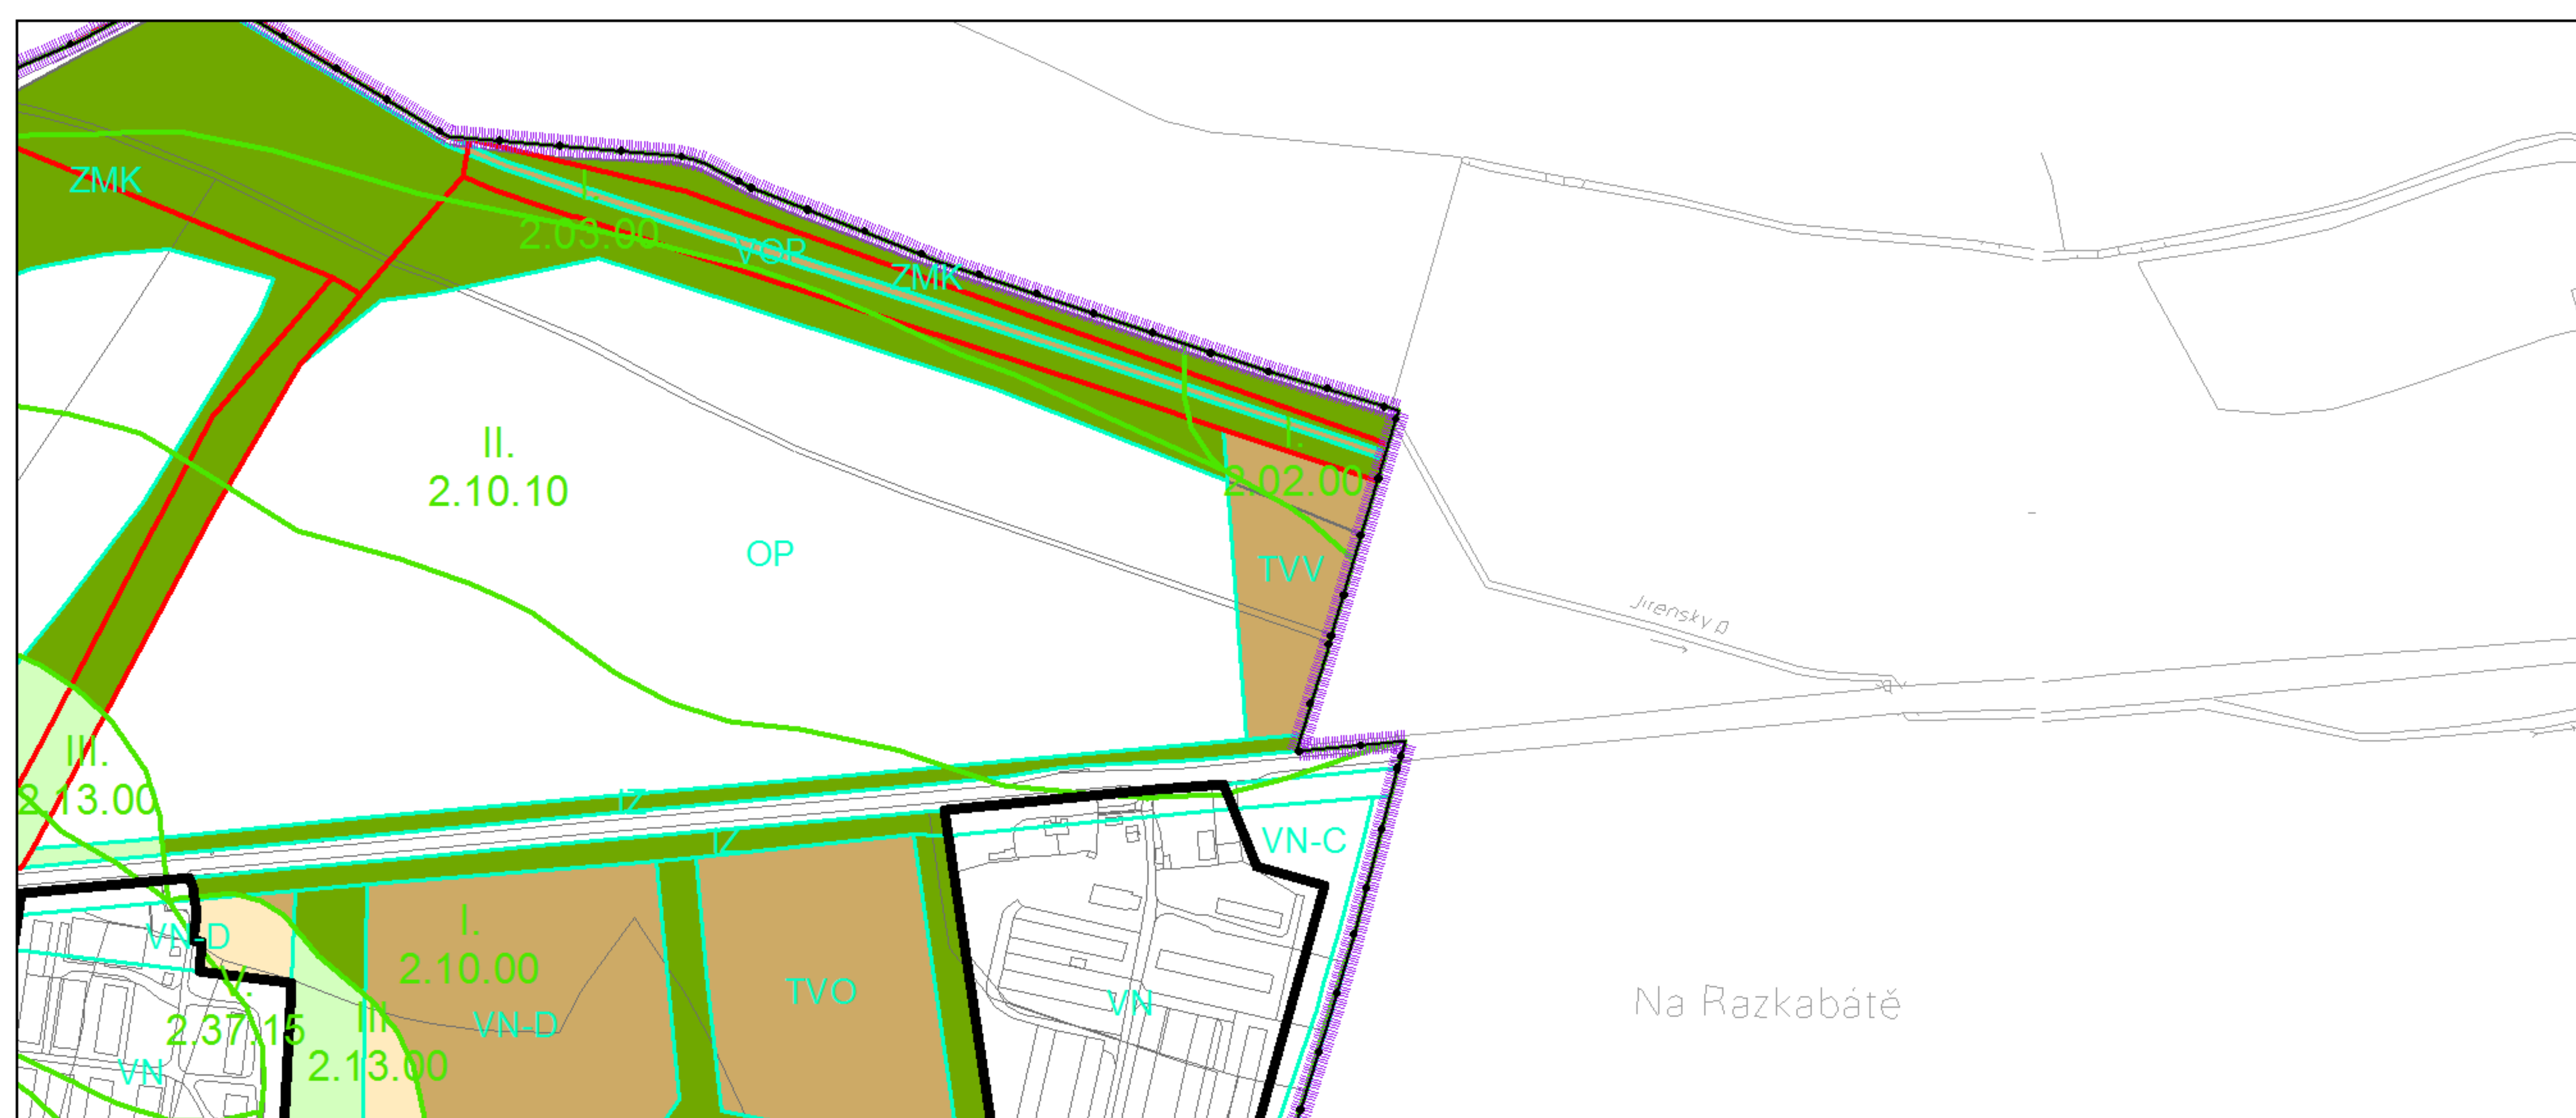 ZMK
I.
2.03.00
VOP
ZMK
II.
2.10.10
I.
2.02.00
OP
TVV
Jirenský p
III.
2.13.00
IZ
IZ
VN-C
VN-D
I.
2.10.00
TVO
V.
2.37.15
III.
2.13.00
VN-D
VN
VN
Na Razkabátě